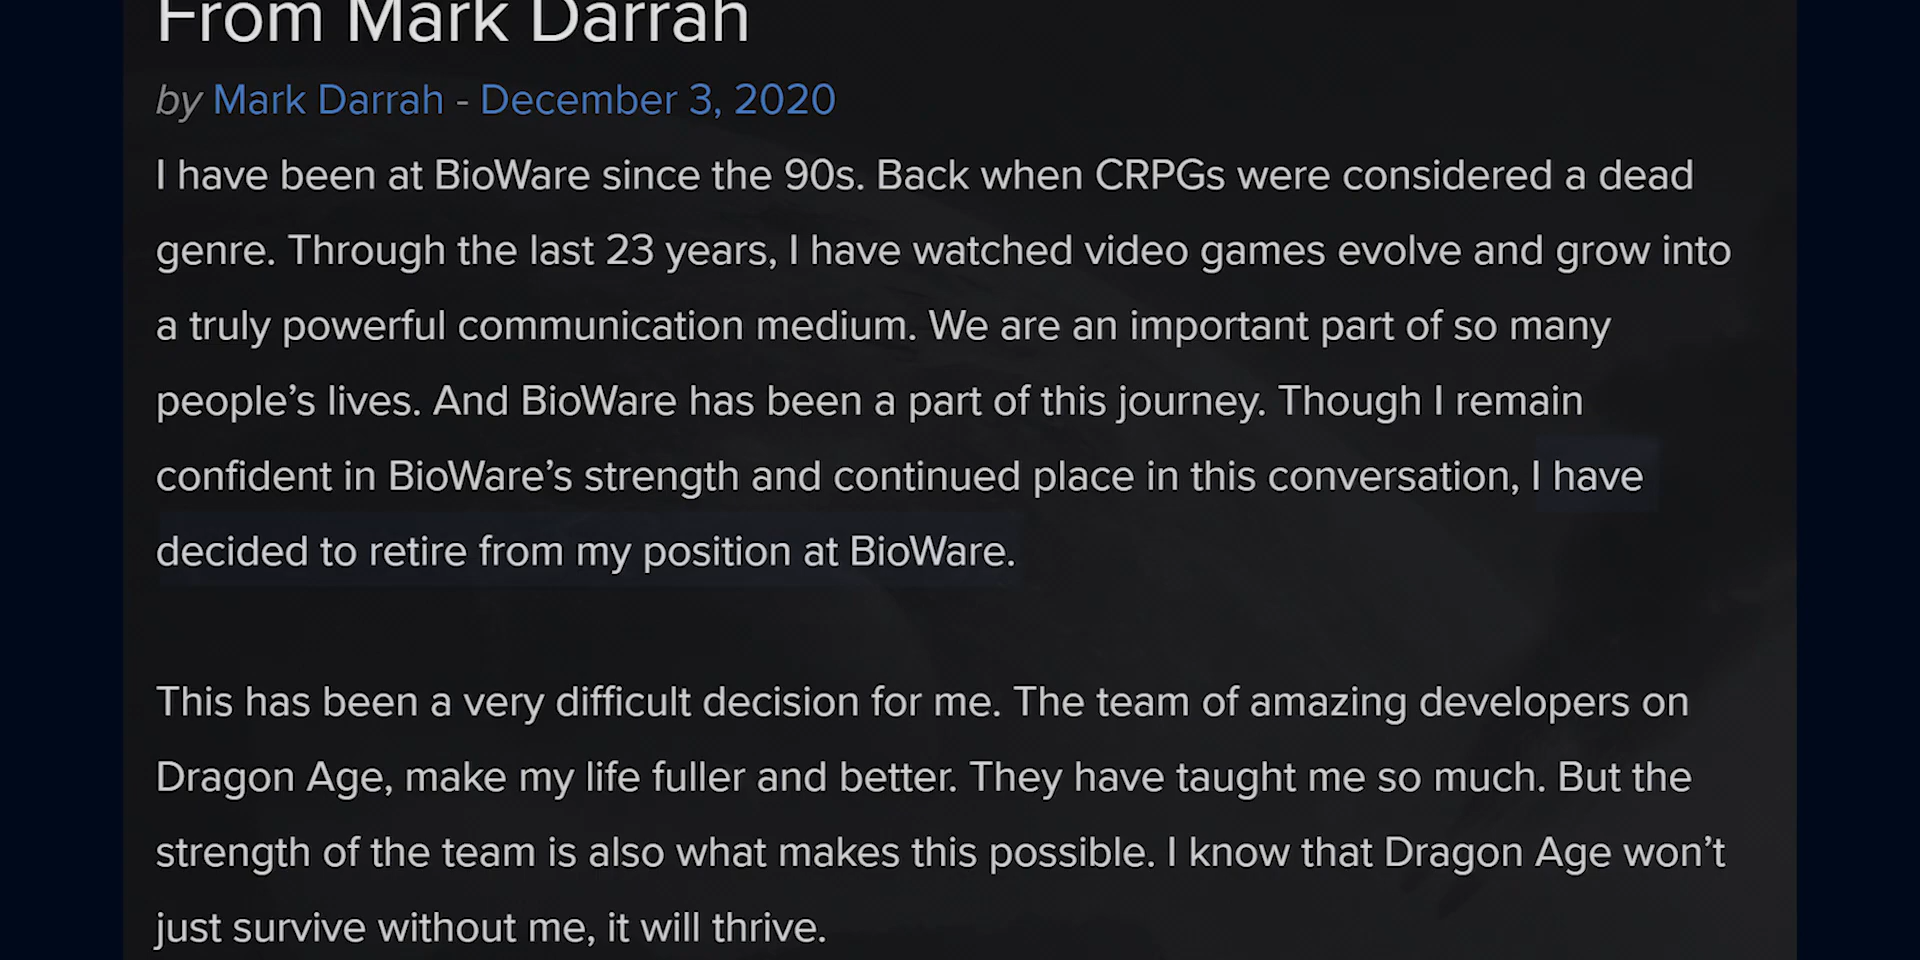 From Mark Darrah
by Mark Darrah - December 3, 2020
I have been at BioWare since the 90s. Back when CRPGs were considered a dead
genre. Through the last 23 years, I have watched video games evolve and grow into
a truly powerful communication medium. We are an important part of so many
people’s lives. And BioWare has been a part of this journey. Though I remain
confident in BioWare’s strength and continued place in this conversation, I have
decided to retire from my position at BioWare.
This has been a very difficult decision for me. The team of amazing developers on
Dragon Age, make my life fuller and better. They have taught me so much. But the
strength of the team is also what makes this possible. I know that Dragon Age won’t
just survive without me, it will thrive.